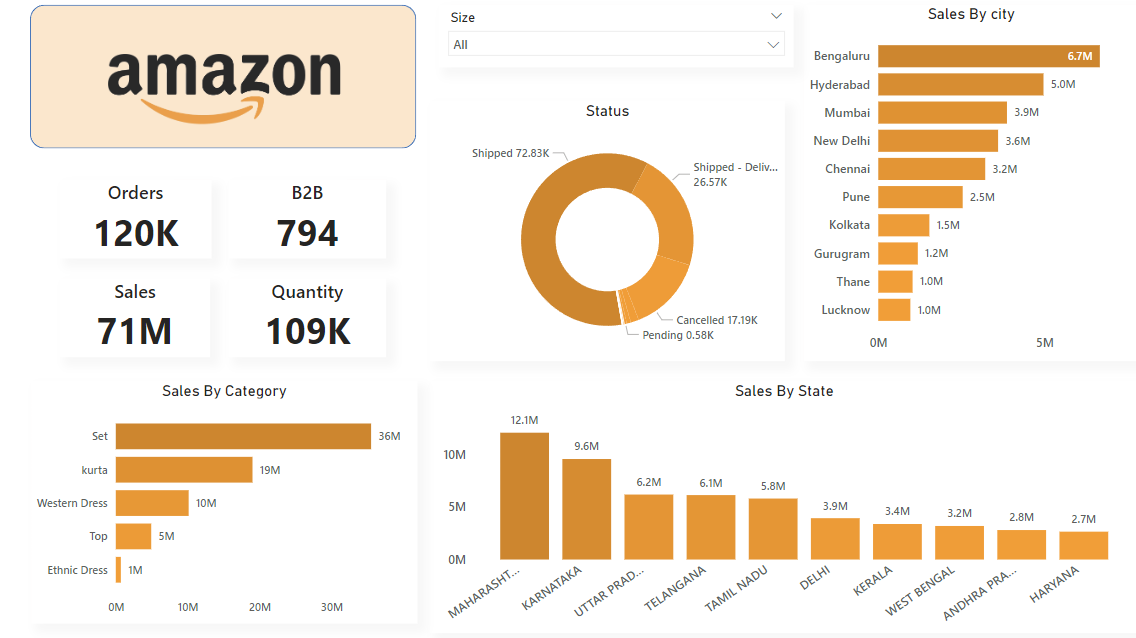 amazon
Orders
120K
B2B
794
Sales
71M
Quantity
109K
Size
All
Status
Shipped 72.83K
Shipped - Deliv...
26.57K
Cancelled 17.19K
Pending 0.58K
Sales By city
Bengaluru 6.7M
Hyderabad 5.0M
Mumbai 3.9M
New Delhi 3.6M
Chennai 3.2M
Pune 2.5M
Kolkata 1.5M
Gurugram 1.2M
Thane 1.0M
Lucknow 1.0M
0M 5M
Sales By Category
Set 36M
kurta 19M
Western Dress 10M
Top 5M
Ethnic Dress 1M
0M 10M 20M 30M
Sales By State
12.1M 9.6M 6.2M 6.1M 5.8M 3.9M 3.4M 3.2M 2.8M 2.7M
10M
5M
0M
MAHARASHT... KARNATAKA UTTAR PRAD... TELANGANA TAMIL NADU DELHI KERALA WEST BENGAL ANDHRA PRA... HARYANA